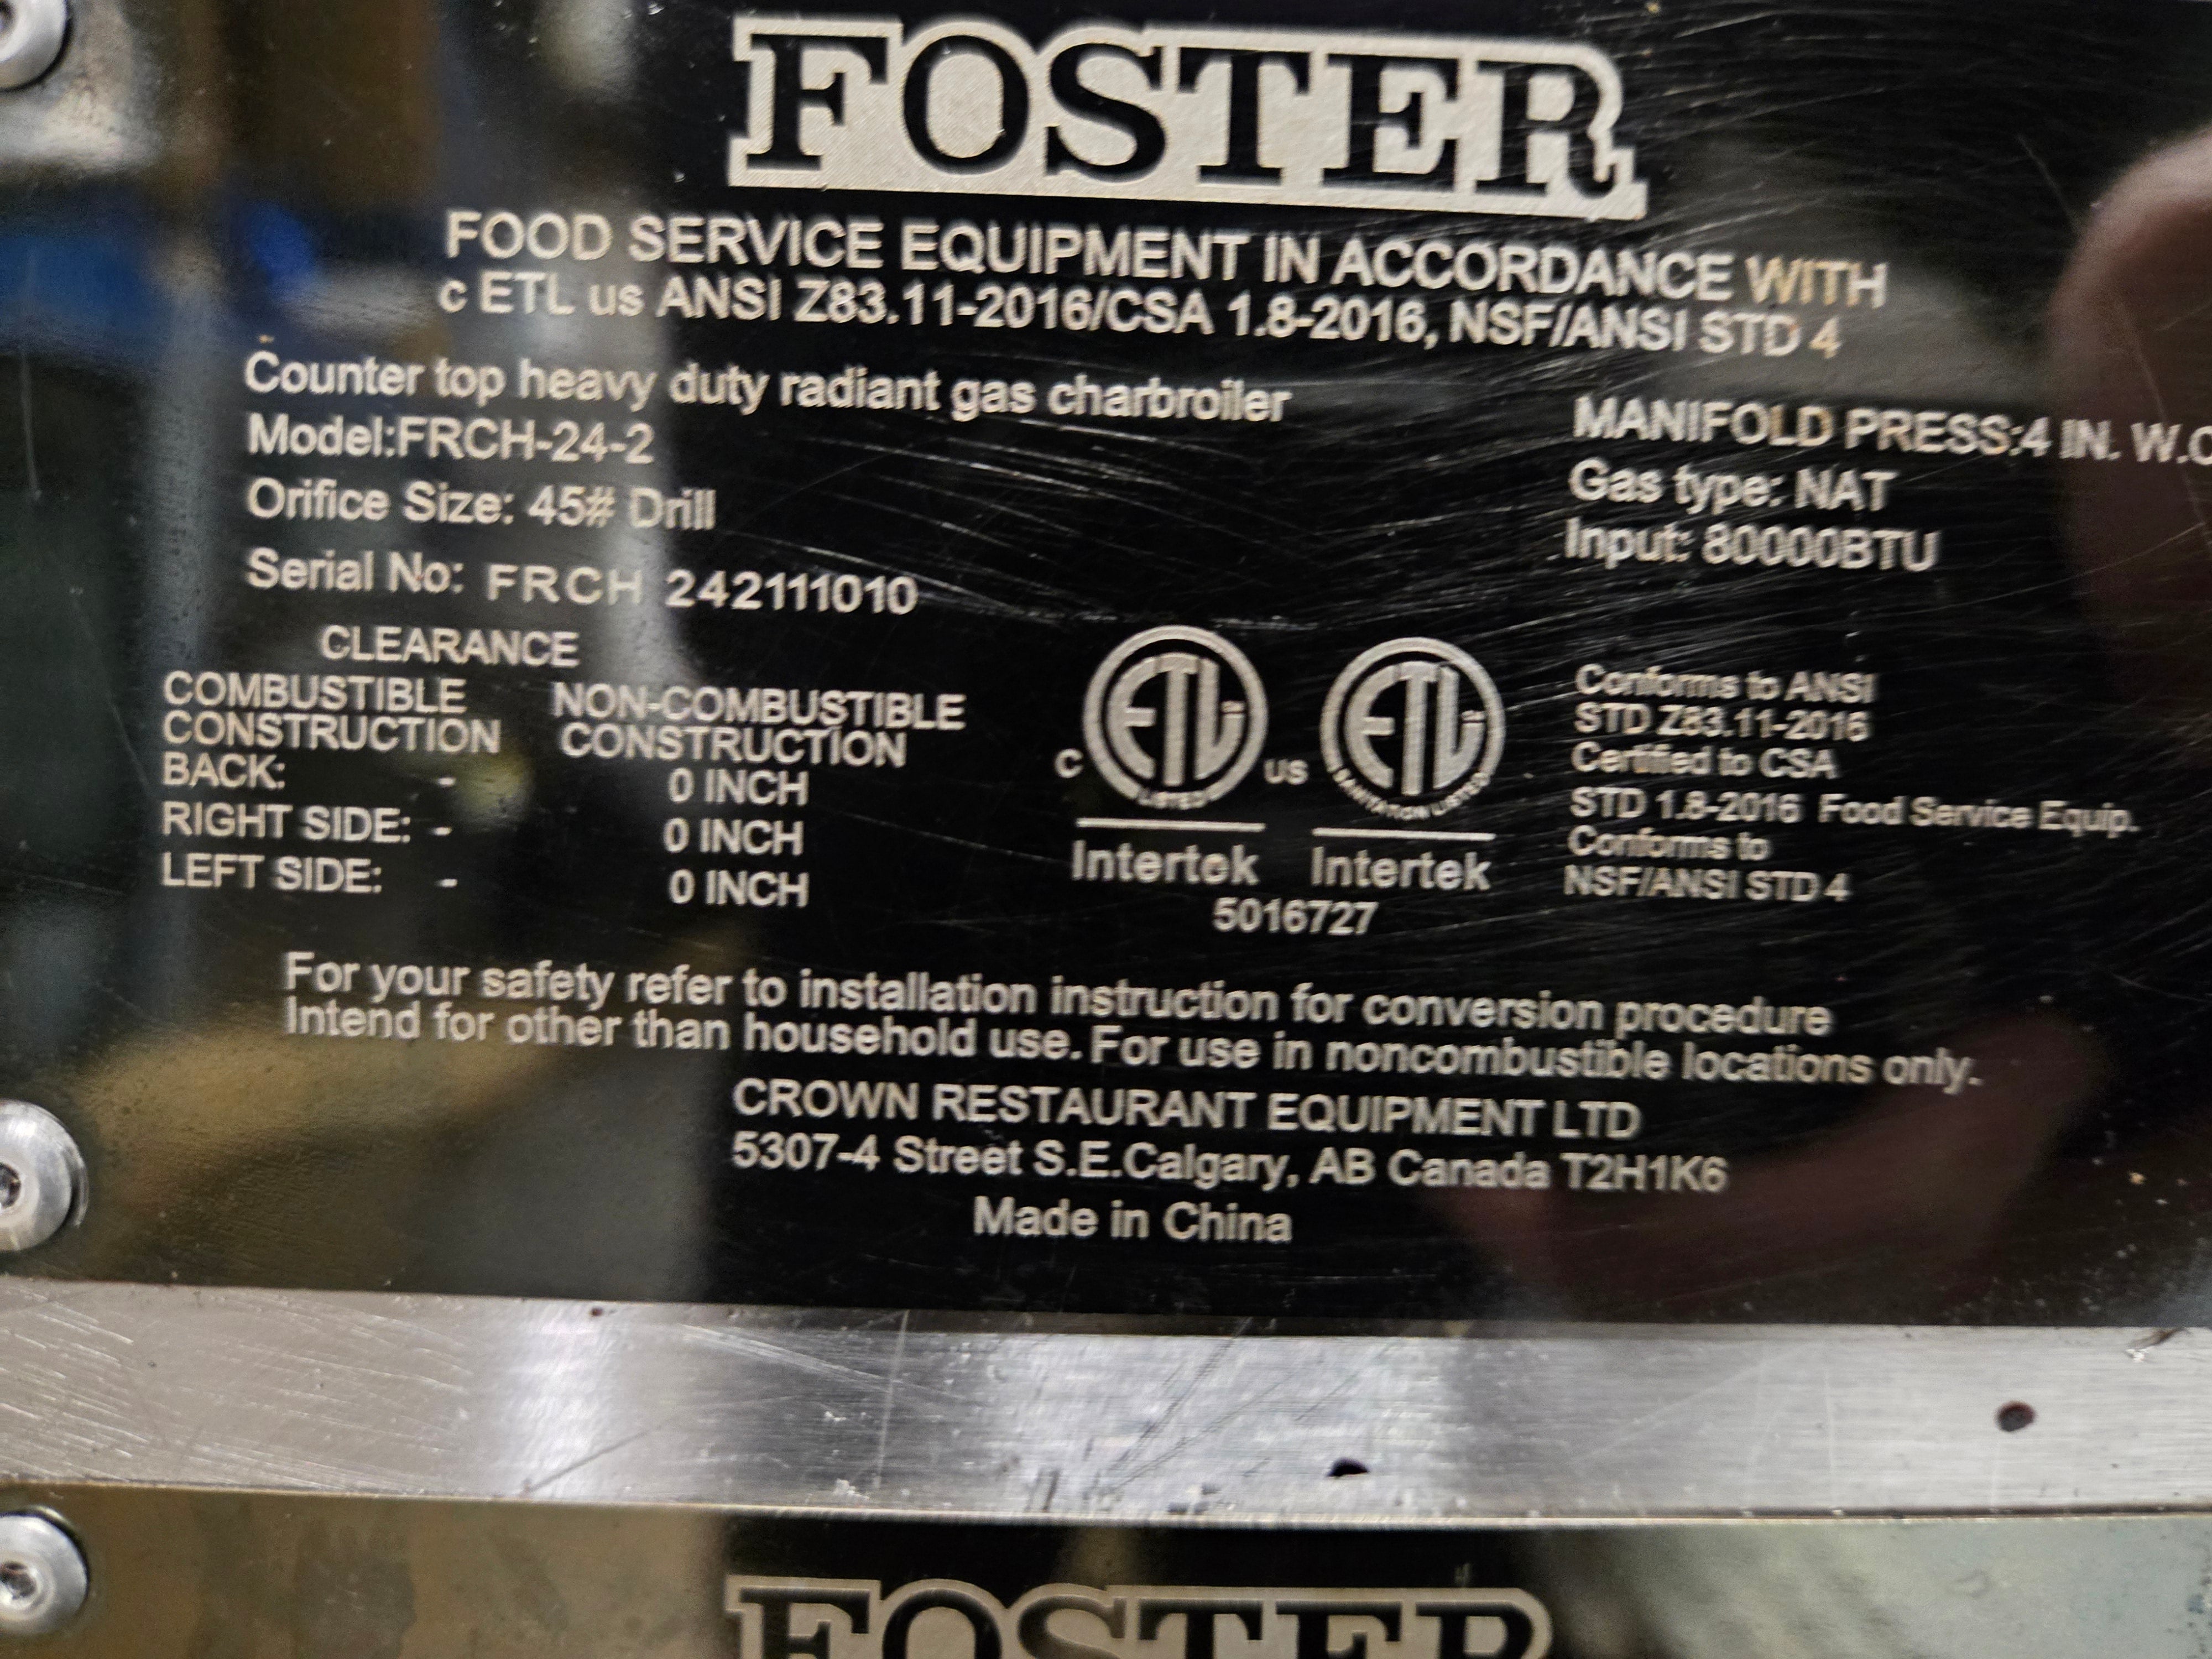 FOSTER
FOOD SERVICE EQUIPMENT IN ACCORDANCE WITH
c ETL us ANSI Z83.11-2016/CSA 1.8-2016, NSF/ANSI STD 4
Counter top heavy duty radiant gas charbroiler
Model:FRCH-24-2
Orifice Size: 45# Drill
Serial No: FRCH 242111010
MANIFOLD PRESS:4 IN. W.C
Gas type: NAT
Input: 80000BTU
CLEARANCE
COMBUSTIBLE CONSTRUCTION NON-COMBUSTIBLE CONSTRUCTION
BACK: - 0 INCH
RIGHT SIDE: - 0 INCH
LEFT SIDE: - 0 INCH
c ETL us ETL
LISTED SANITATION LISTED
Intertek Intertek
5016727
Conforms to ANSI
STD Z83.11-2016
Certified to CSA
STD 1.8-2016 Food Service Equip.
Conforms to
NSF/ANSI STD 4
For your safety refer to installation instruction for conversion procedure
Intend for other than household use. For use in noncombustible locations only.
CROWN RESTAURANT EQUIPMENT LTD
5307-4 Street S.E.Calgary, AB Canada T2H1K6
Made in China
FOSTER